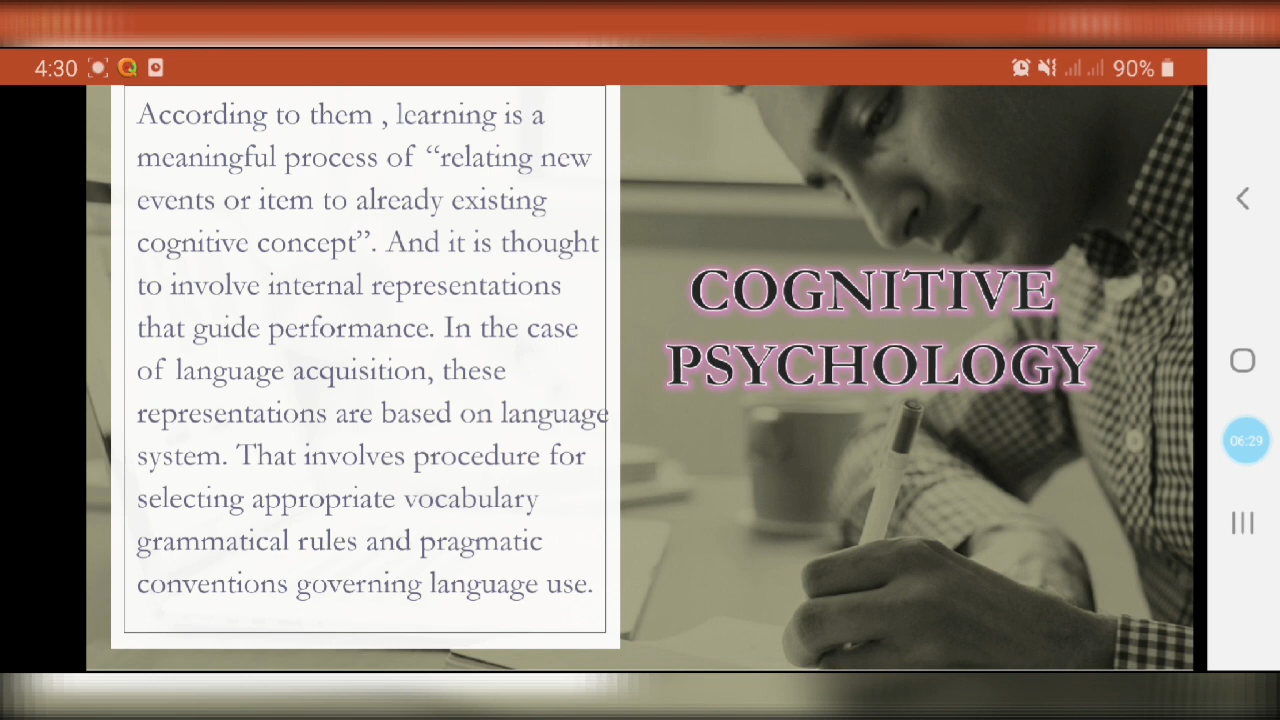 4:30
90%
According to them , learning is a
meaningful process of “relating new
events or item to already existing
cognitive concept”. And it is thought
to involve internal representations
that guide performance. In the case
of language acquisition, these
representations are based on language
system. That involves procedure for
selecting appropriate vocabulary
grammatical rules and pragmatic
conventions governing language use.
COGNITIVE
PSYCHOLOGY
06:29